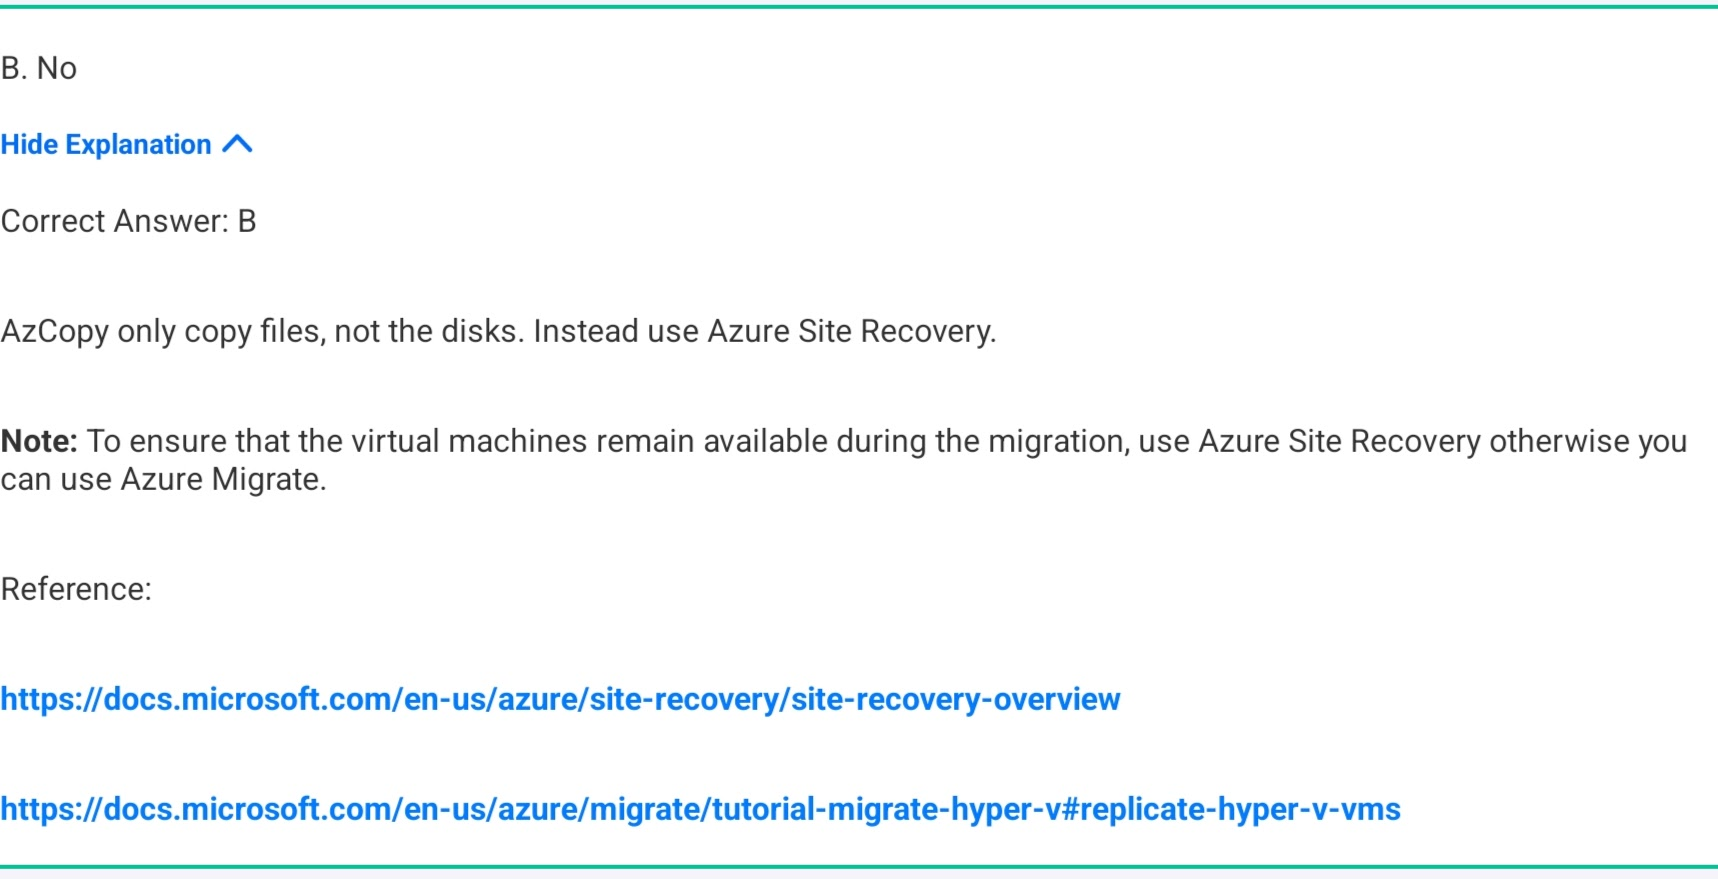 B. No
Hide Explanation
Correct Answer: B
AzCopy only copy files, not the disks. Instead use Azure Site Recovery.
Note: To ensure that the virtual machines remain available during the migration, use Azure Site Recovery otherwise you
can use Azure Migrate.
Reference:
https://docs.microsoft.com/en-us/azure/site-recovery/site-recovery-overview
https://docs.microsoft.com/en-us/azure/migrate/tutorial-migrate-hyper-v#replicate-hyper-v-vms